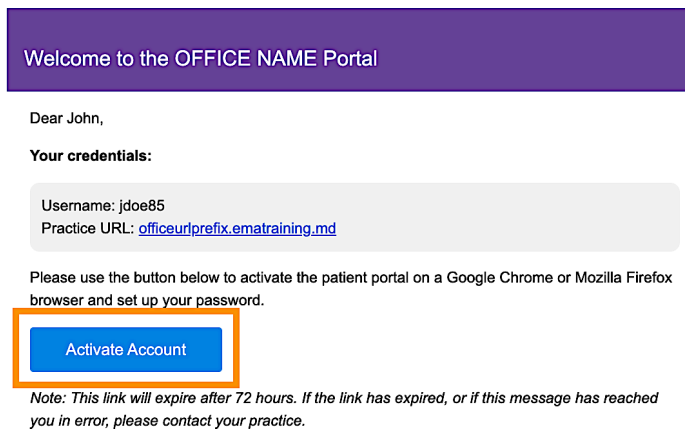 Welcome to the OFFICE NAME Portal
Dear John,
Your credentials:
Username: jdoe85
Practice URL: officeurlprefix.ematraining.md
Please use the button below to activate the patient portal on a Google Chrome or Mozilla Firefox
browser and set up your password.
Activate Account
Note: This link will expire after 72 hours. If the link has expired, or if this message has reached
you in error, please contact your practice.